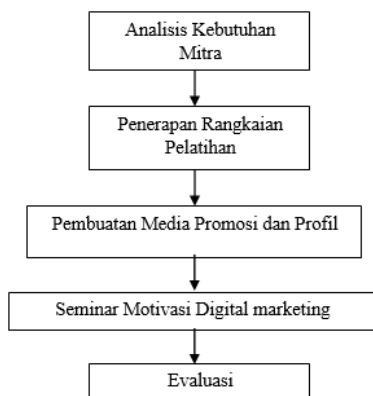 Analisis Kebutuhan
Mitra
Penerapan Rangkaian
Pelatihan
Pembuatan Media Promosi dan Profil
Seminar Motivasi Digital marketing
Evaluasi